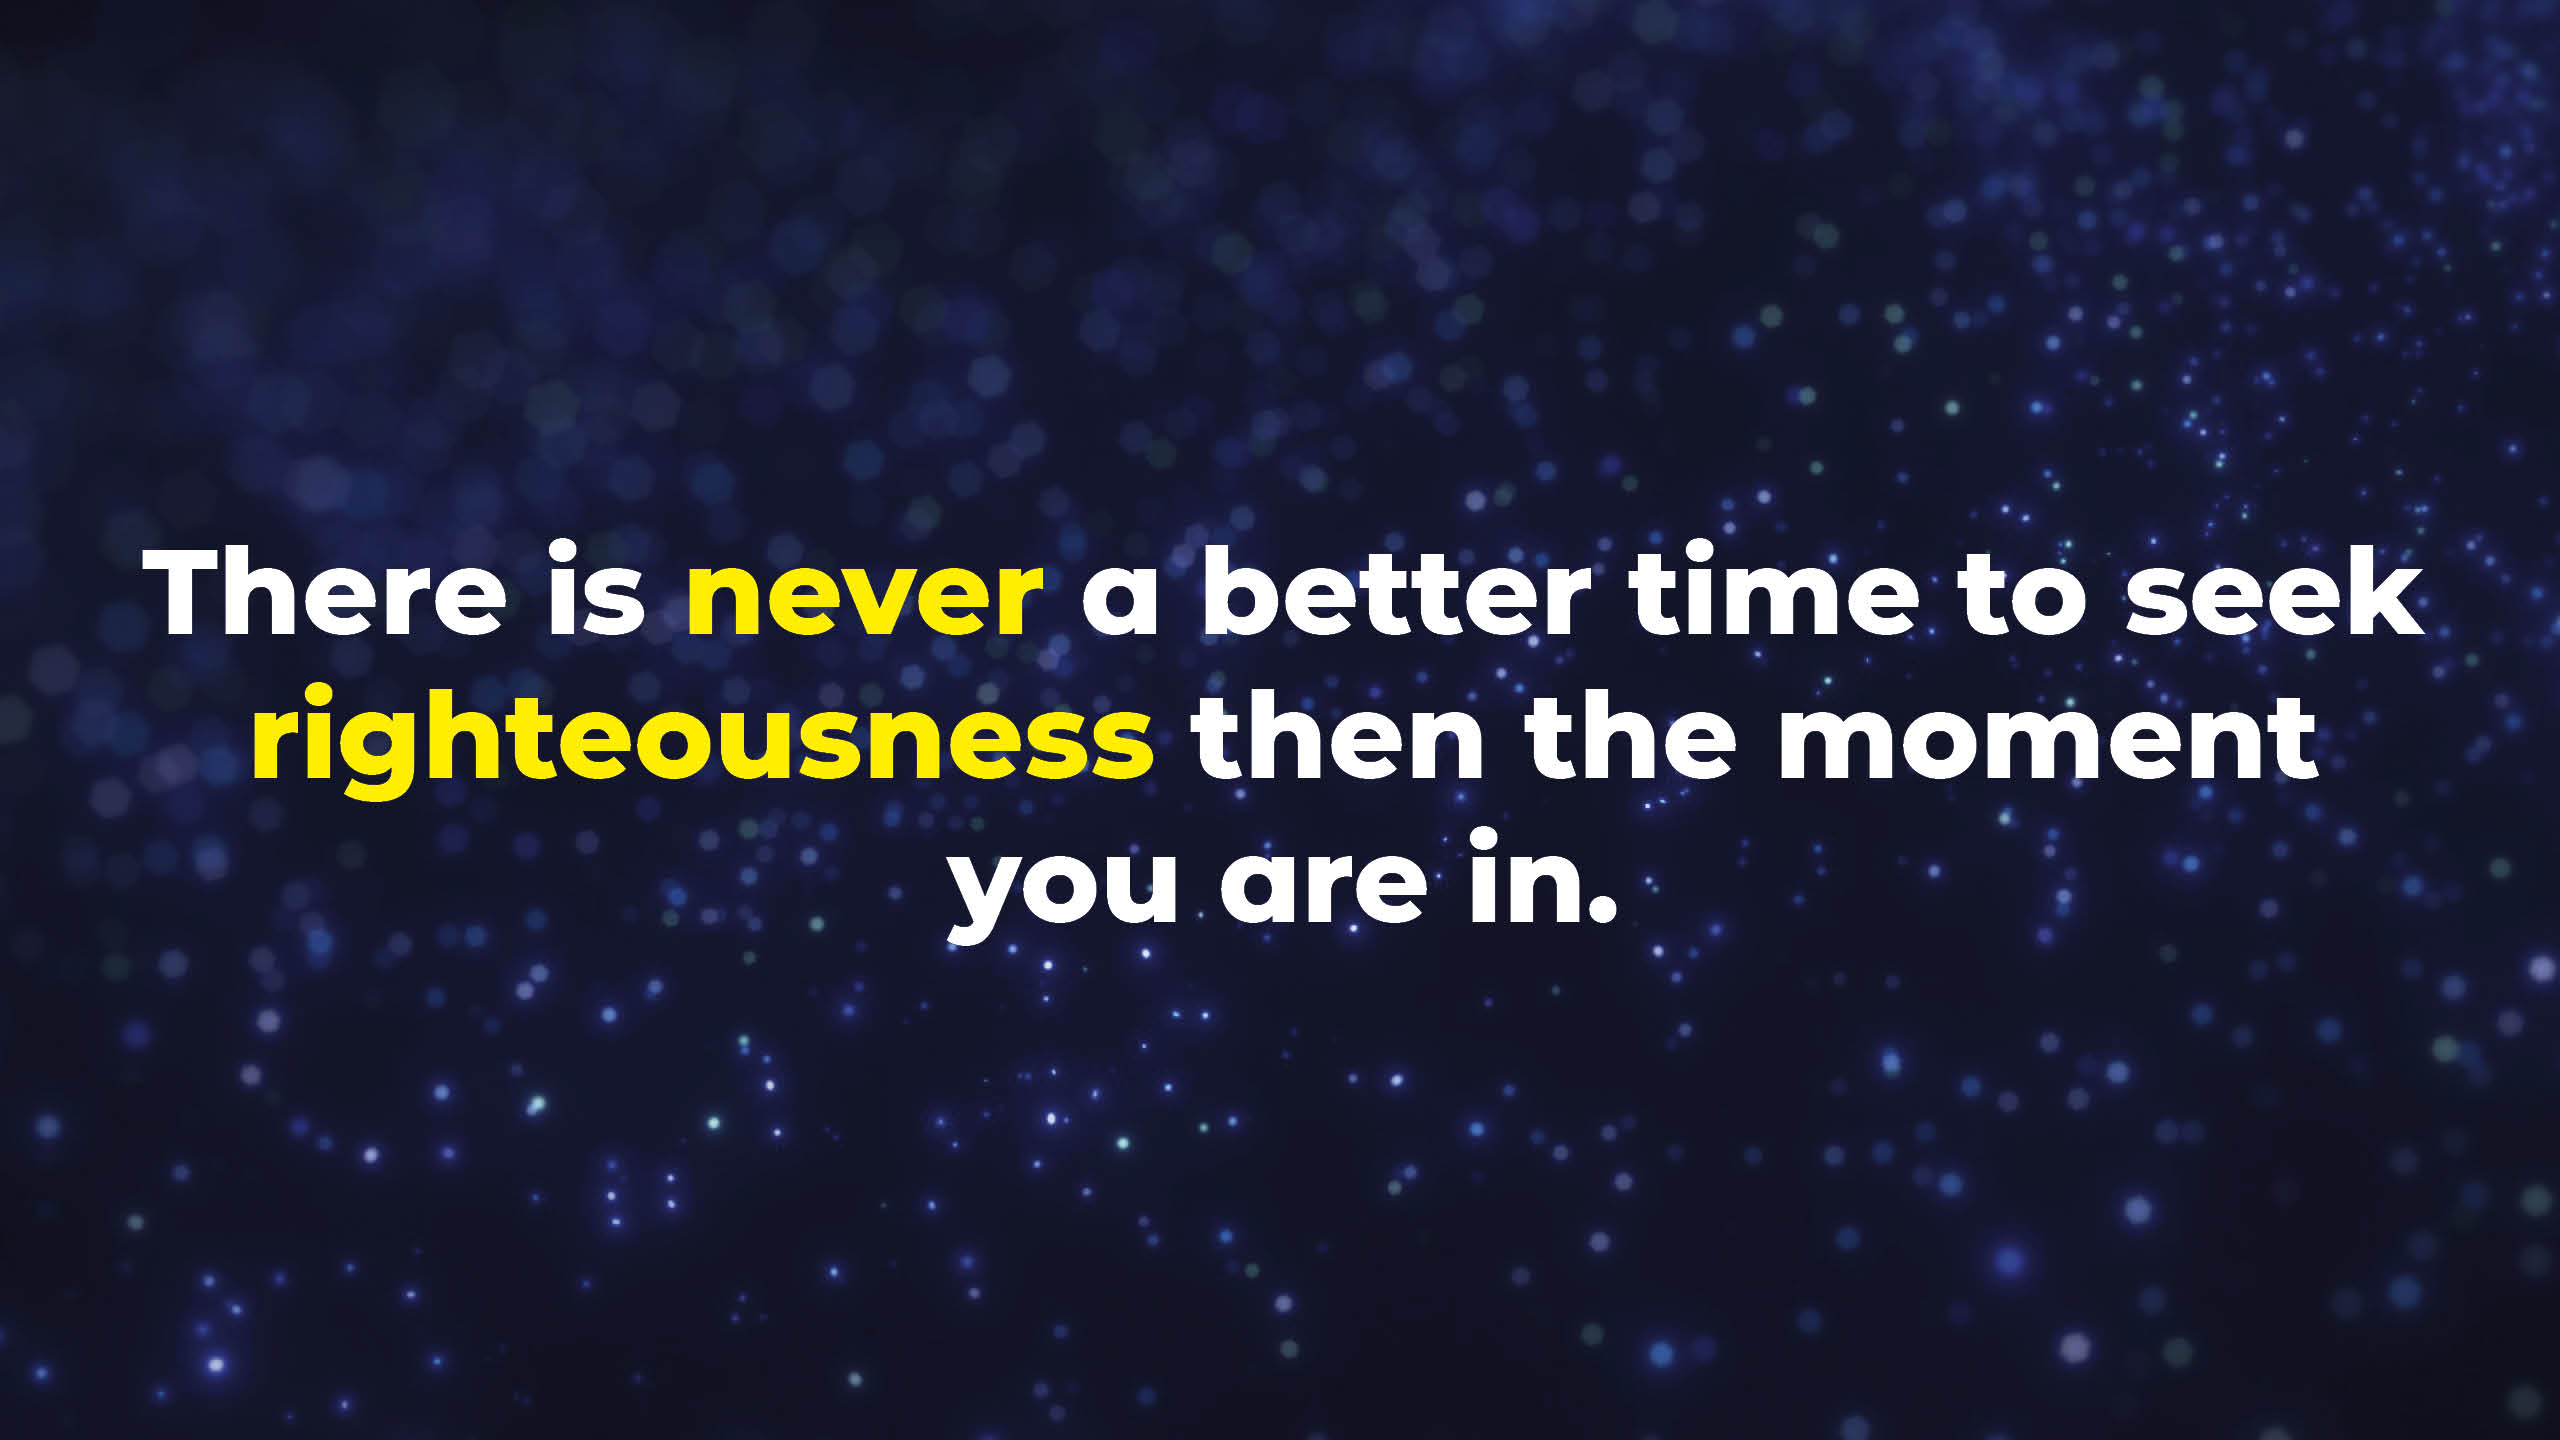 There is never a better time to seek
righteousness then the moment
you are in.